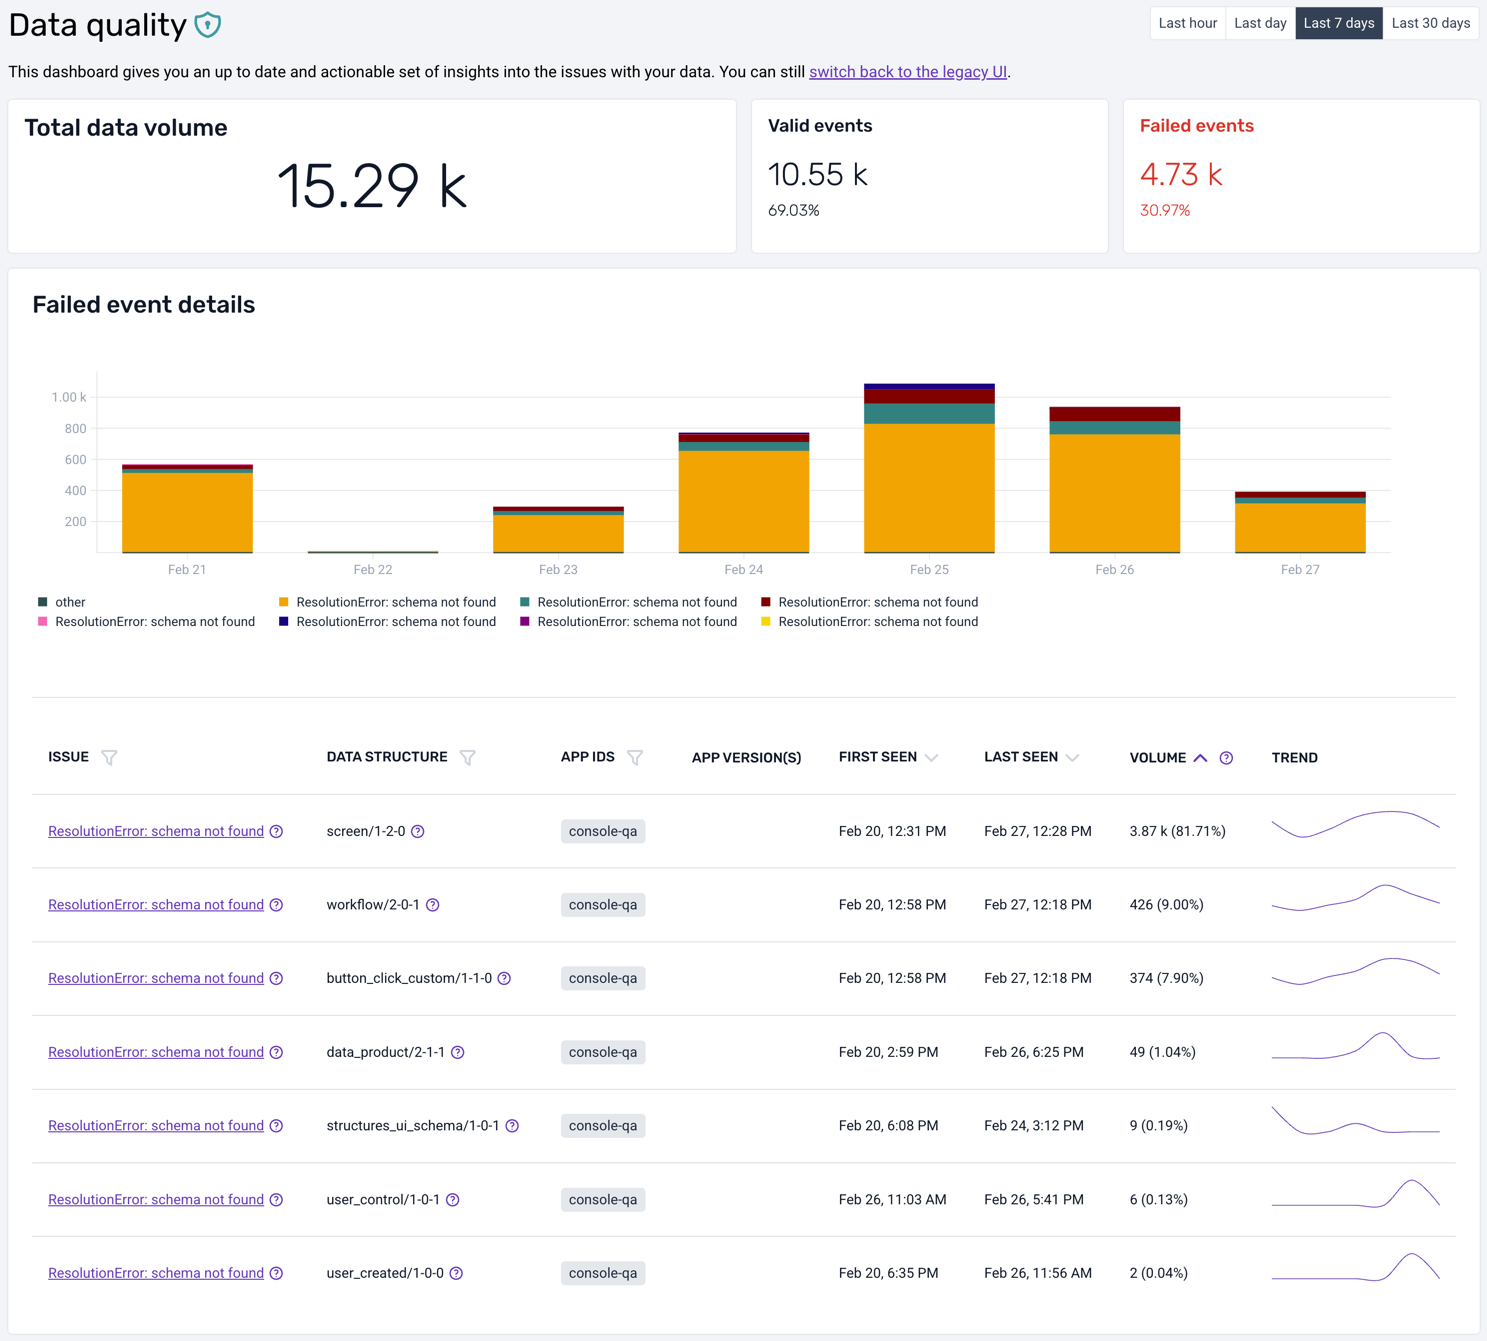 Data quality
Last hour Last day Last 7 days Last 30 days
This dashboard gives you an up to date and actionable set of insights into the issues with your data. You can still switch back to the legacy UI.
Total data volume
15.29 k
Valid events
10.55 k
69.03%
Failed events
4.73 k
30.97%
Failed event details
1.00 k
800
600
400
200
Feb 21 Feb 22 Feb 23 Feb 24 Feb 25 Feb 26 Feb 27
other ResolutionError: schema not found ResolutionError: schema not found ResolutionError: schema not found
ResolutionError: schema not found ResolutionError: schema not found ResolutionError: schema not found ResolutionError: schema not found
ISSUE DATA STRUCTURE APP IDS APP VERSION(S) FIRST SEEN LAST SEEN VOLUME ? TREND
ResolutionError: schema not found ? screen/1-2-0 ? console-qa Feb 20, 12:31 PM Feb 27, 12:28 PM 3.87 k (81.71%)
ResolutionError: schema not found ? workflow/2-0-1 ? console-qa Feb 20, 12:58 PM Feb 27, 12:18 PM 426 (9.00%)
ResolutionError: schema not found ? button_click_custom/1-1-0 ? console-qa Feb 20, 12:58 PM Feb 27, 12:18 PM 374 (7.90%)
ResolutionError: schema not found ? data_product/2-1-1 ? console-qa Feb 20, 2:59 PM Feb 26, 6:25 PM 49 (1.04%)
ResolutionError: schema not found ? structures_ui_schema/1-0-1 ? console-qa Feb 20, 6:08 PM Feb 24, 3:12 PM 9 (0.19%)
ResolutionError: schema not found ? user_control/1-0-1 ? console-qa Feb 26, 11:03 AM Feb 26, 5:41 PM 6 (0.13%)
ResolutionError: schema not found ? user_created/1-0-0 ? console-qa Feb 20, 6:35 PM Feb 26, 11:56 AM 2 (0.04%)